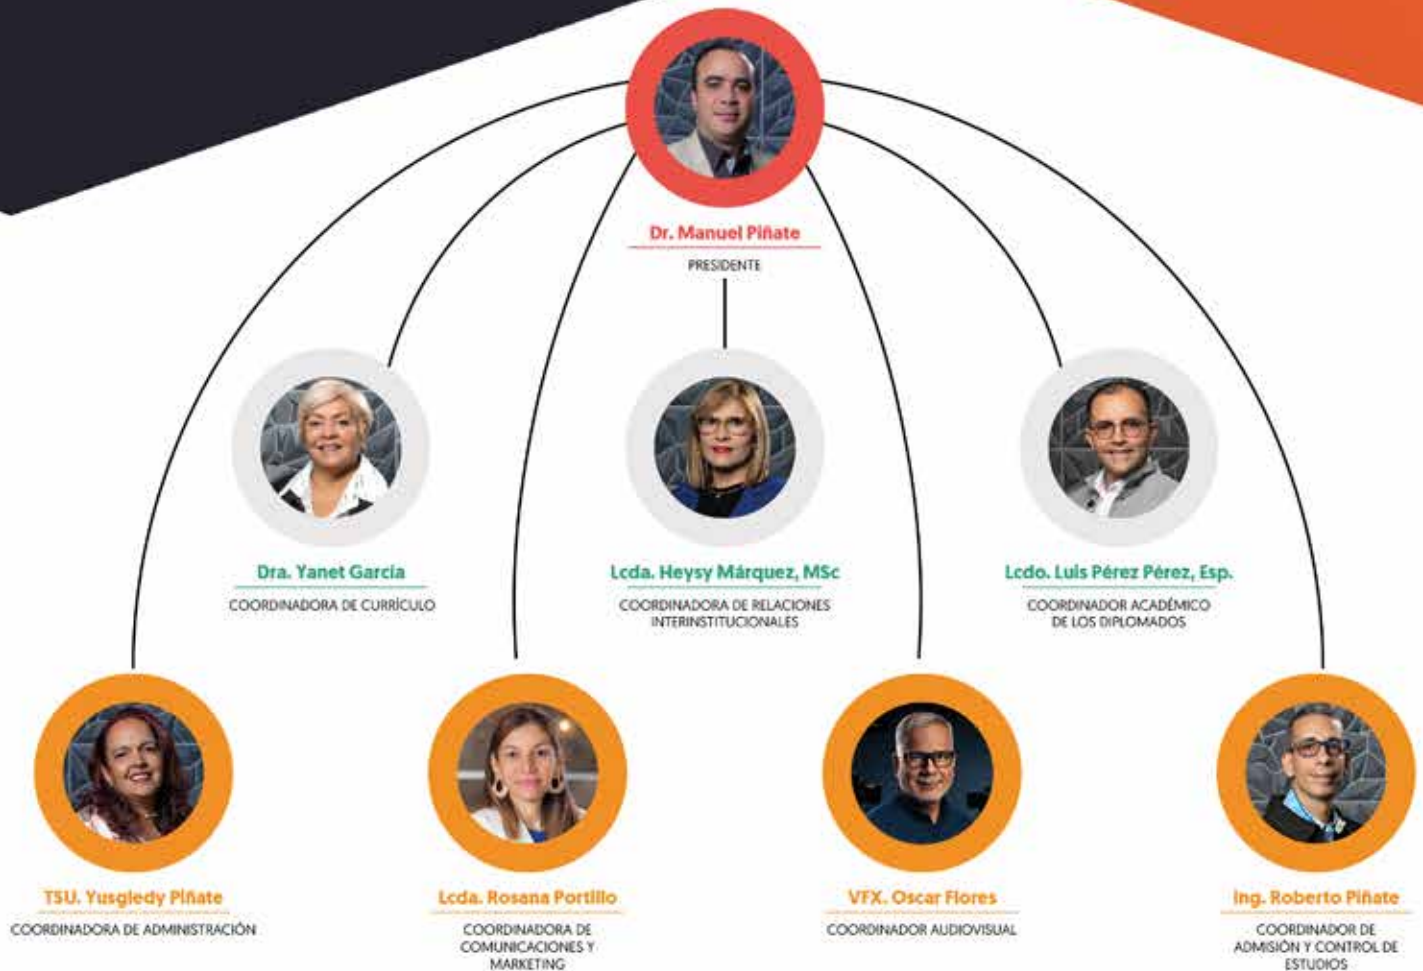 Dr. Manuel Piñate
PRESIDENTE
Dra. Yanet García
COORDINADORA DE CURRÍCULO
Lcda. Heysy Márquez, MSc
COORDINADORA DE RELACIONES
INTERINSTITUCIONALES
Lcdo. Luis Pérez Pérez, Esp.
COORDINADOR ACADÉMICO
DE LOS DIPLOMADOS
TSU. Yusgledy Piñate
COORDINADORA DE ADMINISTRACIÓN
Lcda. Rosana Portillo
COORDINADORA DE
COMUNICACIONES Y
MARKETING
VFX. Oscar Flores
COORDINADOR AUDIOVISUAL
Ing. Roberto Piñate
COORDINADOR DE
ADMISIÓN Y CONTROL DE
ESTUDIOS